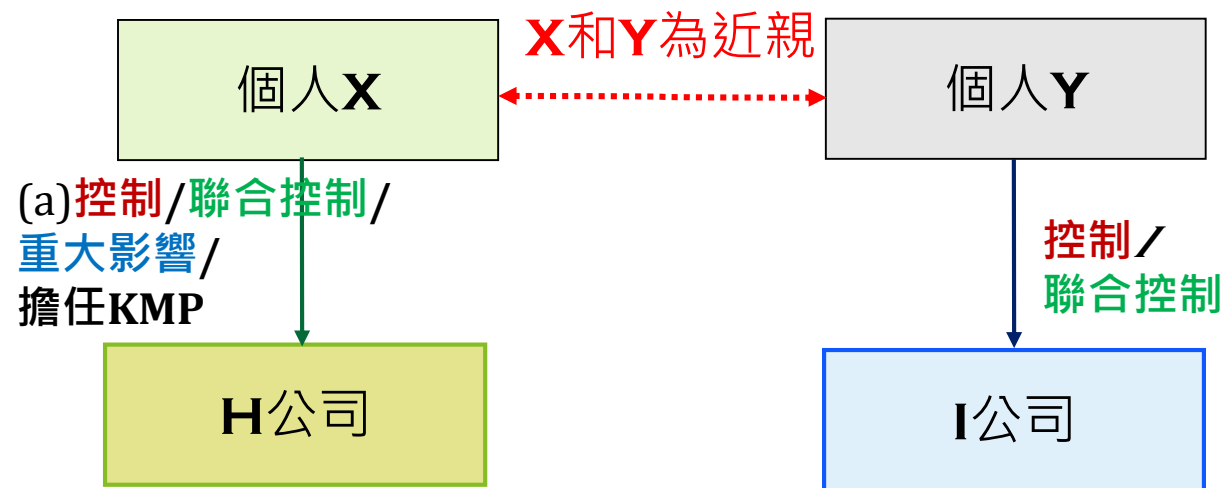 X和Y為近親
個人X
個人Y
(a)控制/聯合控制/
重大影響/
擔任KMP
控制/
聯合控制
H公司
I公司